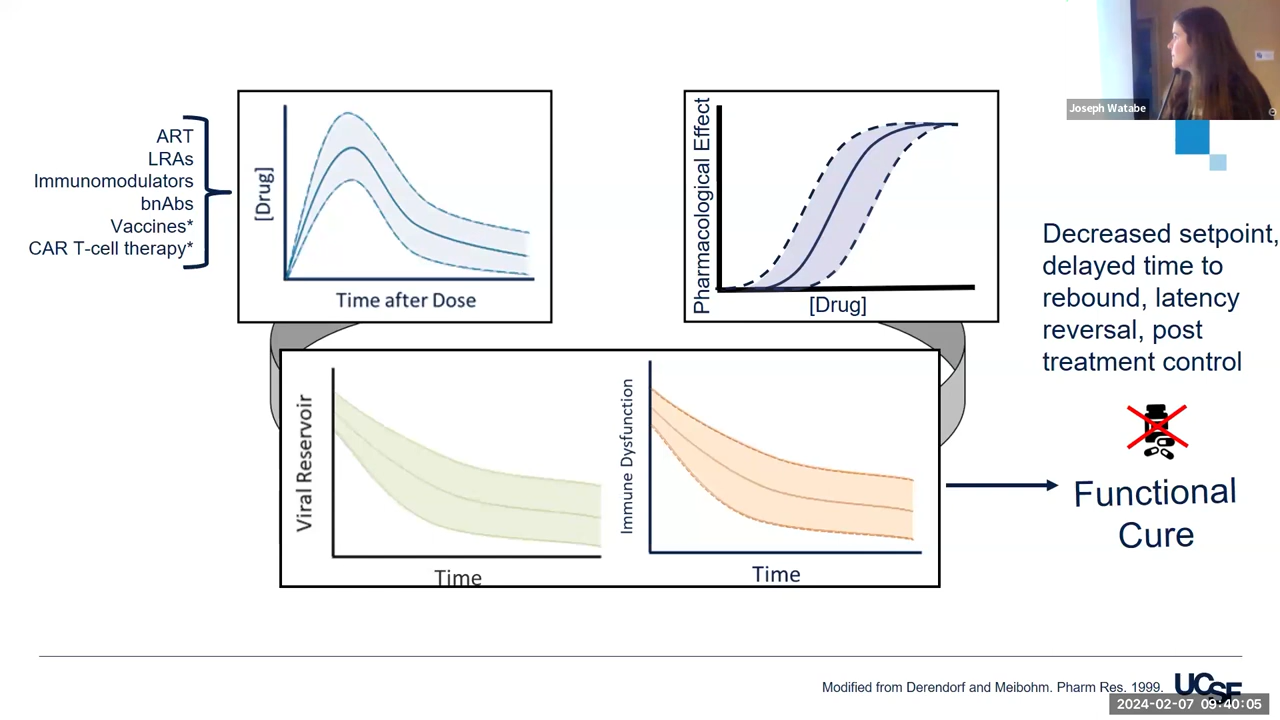 Joseph Watabe
ART
LRAs
Immunomodulators
bnAbs
Vaccines*
CAR T-cell therapy*
[Drug]
Time after Dose
Pharmacological Effect
[Drug]
Decreased setpoint,
delayed time to
rebound, latency
reversal, post
treatment control
Viral Reservoir
Time
Immune Dysfunction
Time
Functional
Cure
Modified from Derendorf and Meibohm. Pharm Res. 1999.
UCSF
2024-02-07 09:40:05